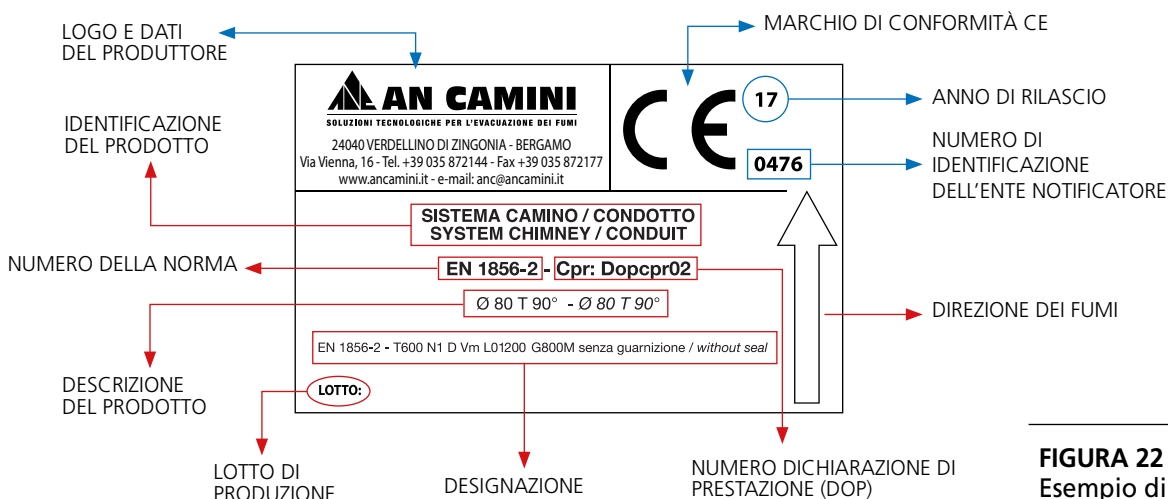 LOGO E DATI
DEL PRODUTTORE
MARCHIO DI CONFORMITÀ CE
AN CAMINI
SOLUZIONI TECNOLOGICHE PER L'EVACUAZIONE DEI FUMI
24040 VERDELLINO DI ZINGONIA - BERGAMO
Via Vienna, 16 - Tel. +39 035 872144 - Fax +39 035 872177
www.ancamini.it - e-mail: anc@ancamini.it
CE
17
0476
ANNO DI RILASCIO
NUMERO DI
IDENTIFICAZIONE
DELL'ENTE NOTIFICATORE
IDENTIFICAZIONE
DEL PRODOTTO
SISTEMA CAMINO / CONDOTTO
SYSTEM CHIMNEY / CONDUIT
NUMERO DELLA NORMA
EN 1856-2 - Cpr: Dopcpr02
Ø 80 T 90° - Ø 80 T 90°
DIREZIONE DEI FUMI
EN 1856-2 - T600 N1 D Vm L01200 G800M senza guarnizione / without seal
DESCRIZIONE
DEL PRODOTTO
LOTTO:
LOTTO DI
PRODUZIONE
DESIGNAZIONE
NUMERO DICHIARAZIONE DI
PRESTAZIONE (DOP)
FIGURA 22
Esempio di